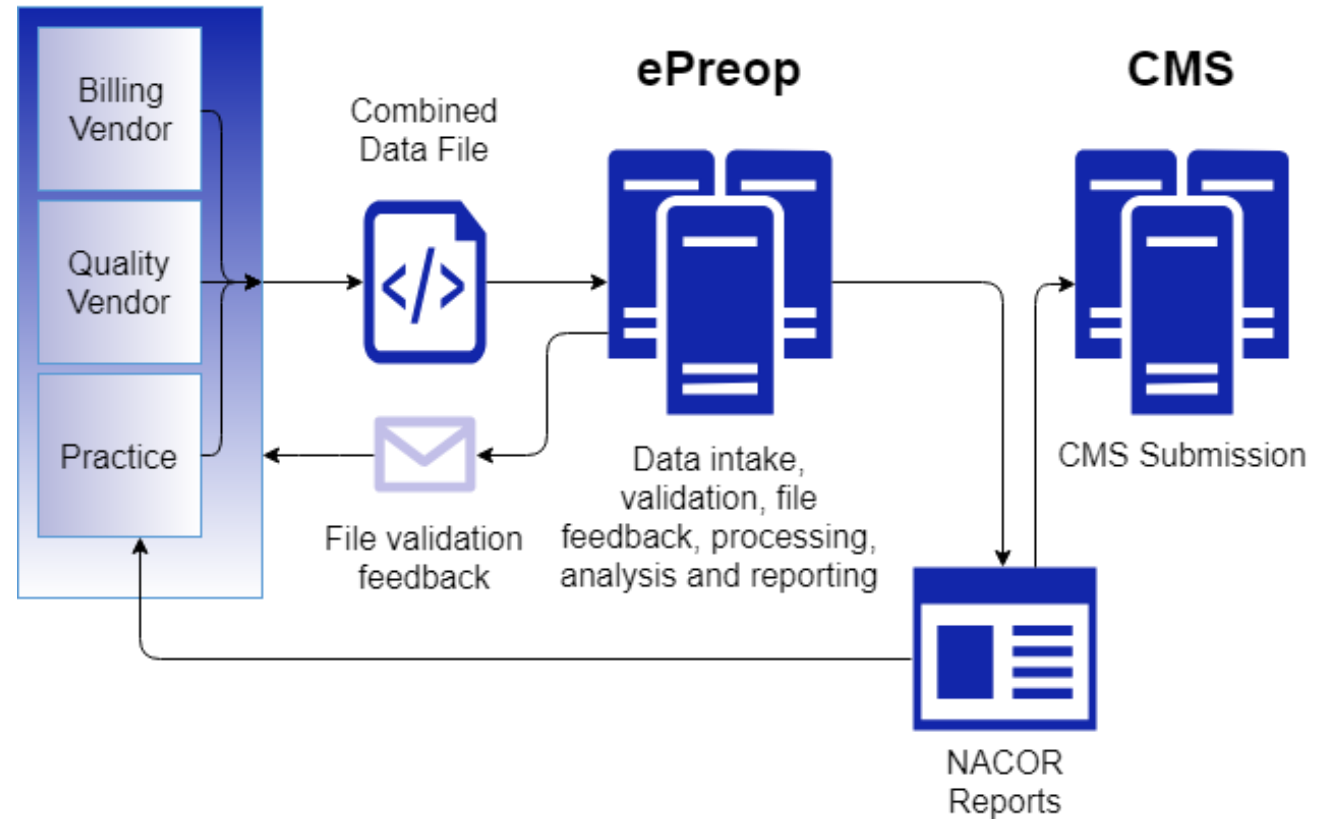 Billing
Vendor
Quality
Vendor
Practice
Combined
Data File
</>
File validation
feedback
ePreop
Data intake,
validation, file
feedback, processing,
analysis and reporting
CMS
CMS Submission
NACOR
Reports